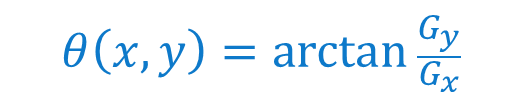 θ(x, y) = arctan G_y/G_x